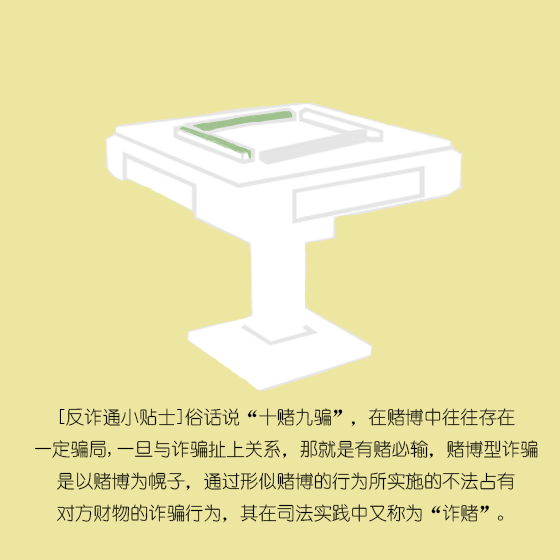 [反诈通小贴士]俗话说“十赌九骗”，在赌博中往往存在
一定骗局,一旦与诈骗扯上关系，那就是有赌必输，赌博型诈骗
是以赌博为幌子，通过形似赌博的行为所实施的不法占有
对方财物的诈骗行为，其在司法实践中又称为“诈赌”。